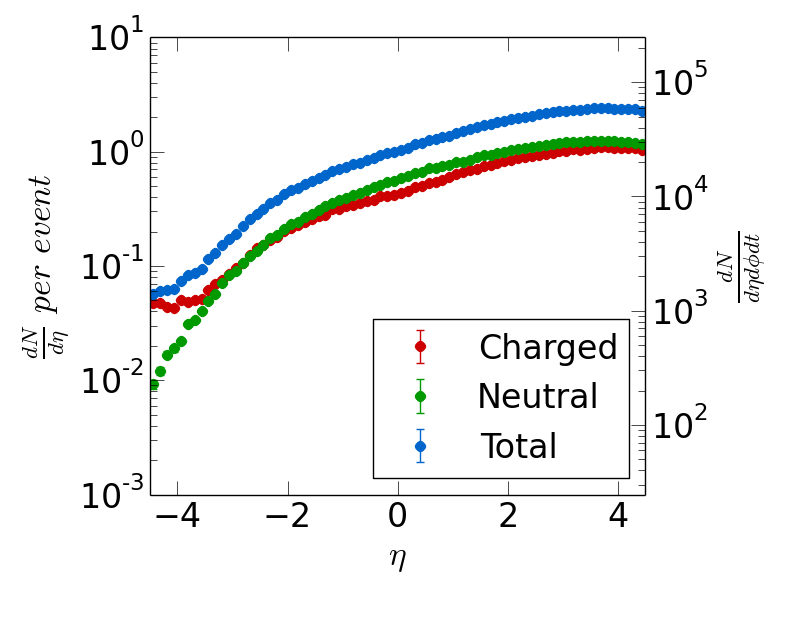 10^1
10^0
10^-1
10^-2
10^-3
dN/dη per event
10^5
10^4
10^3
10^2
dN/dηdϕdt
Charged
Neutral
Total
−4 −2 0 2 4
η